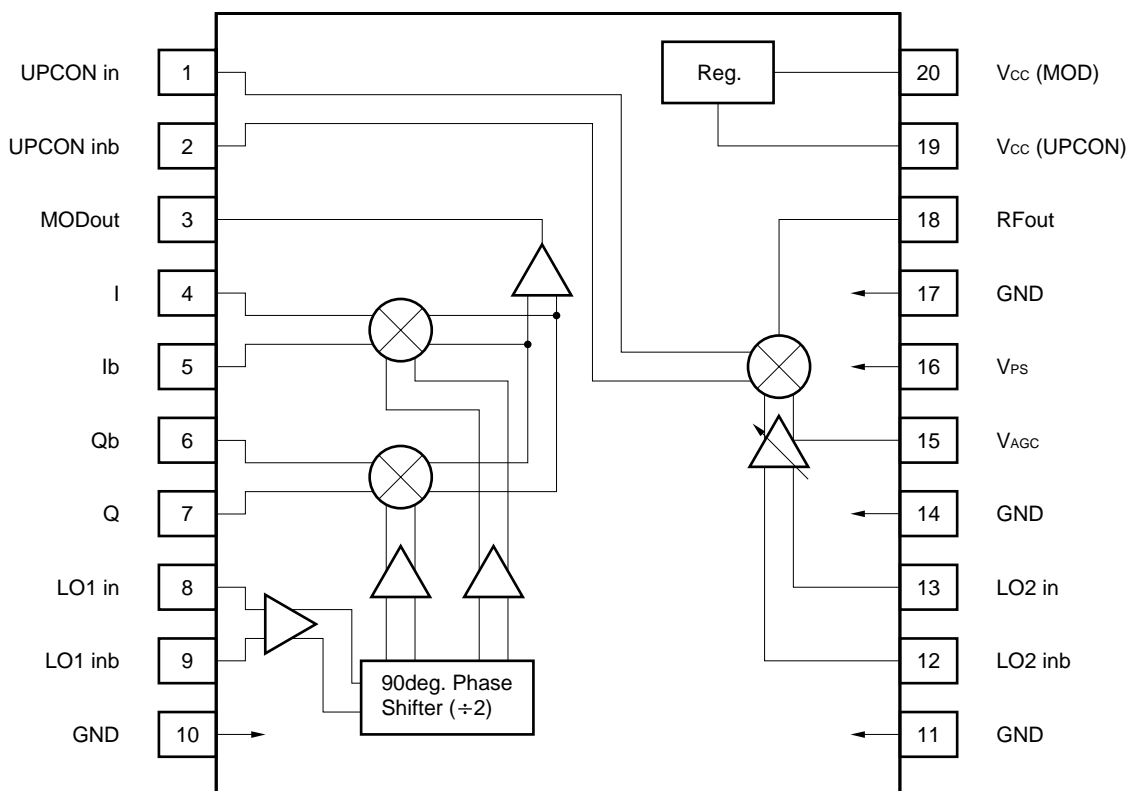 UPCON in 1
UPCON inb 2
MODout 3
I 4
Ib 5
Qb 6
Q 7
LO1 in 8
LO1 inb 9
GND 10
Reg.
90deg. Phase
Shifter (÷2)
20 VCC (MOD)
19 VCC (UPCON)
18 RFout
17 GND
16 VPS
15 VAGC
14 GND
13 LO2 in
12 LO2 inb
11 GND